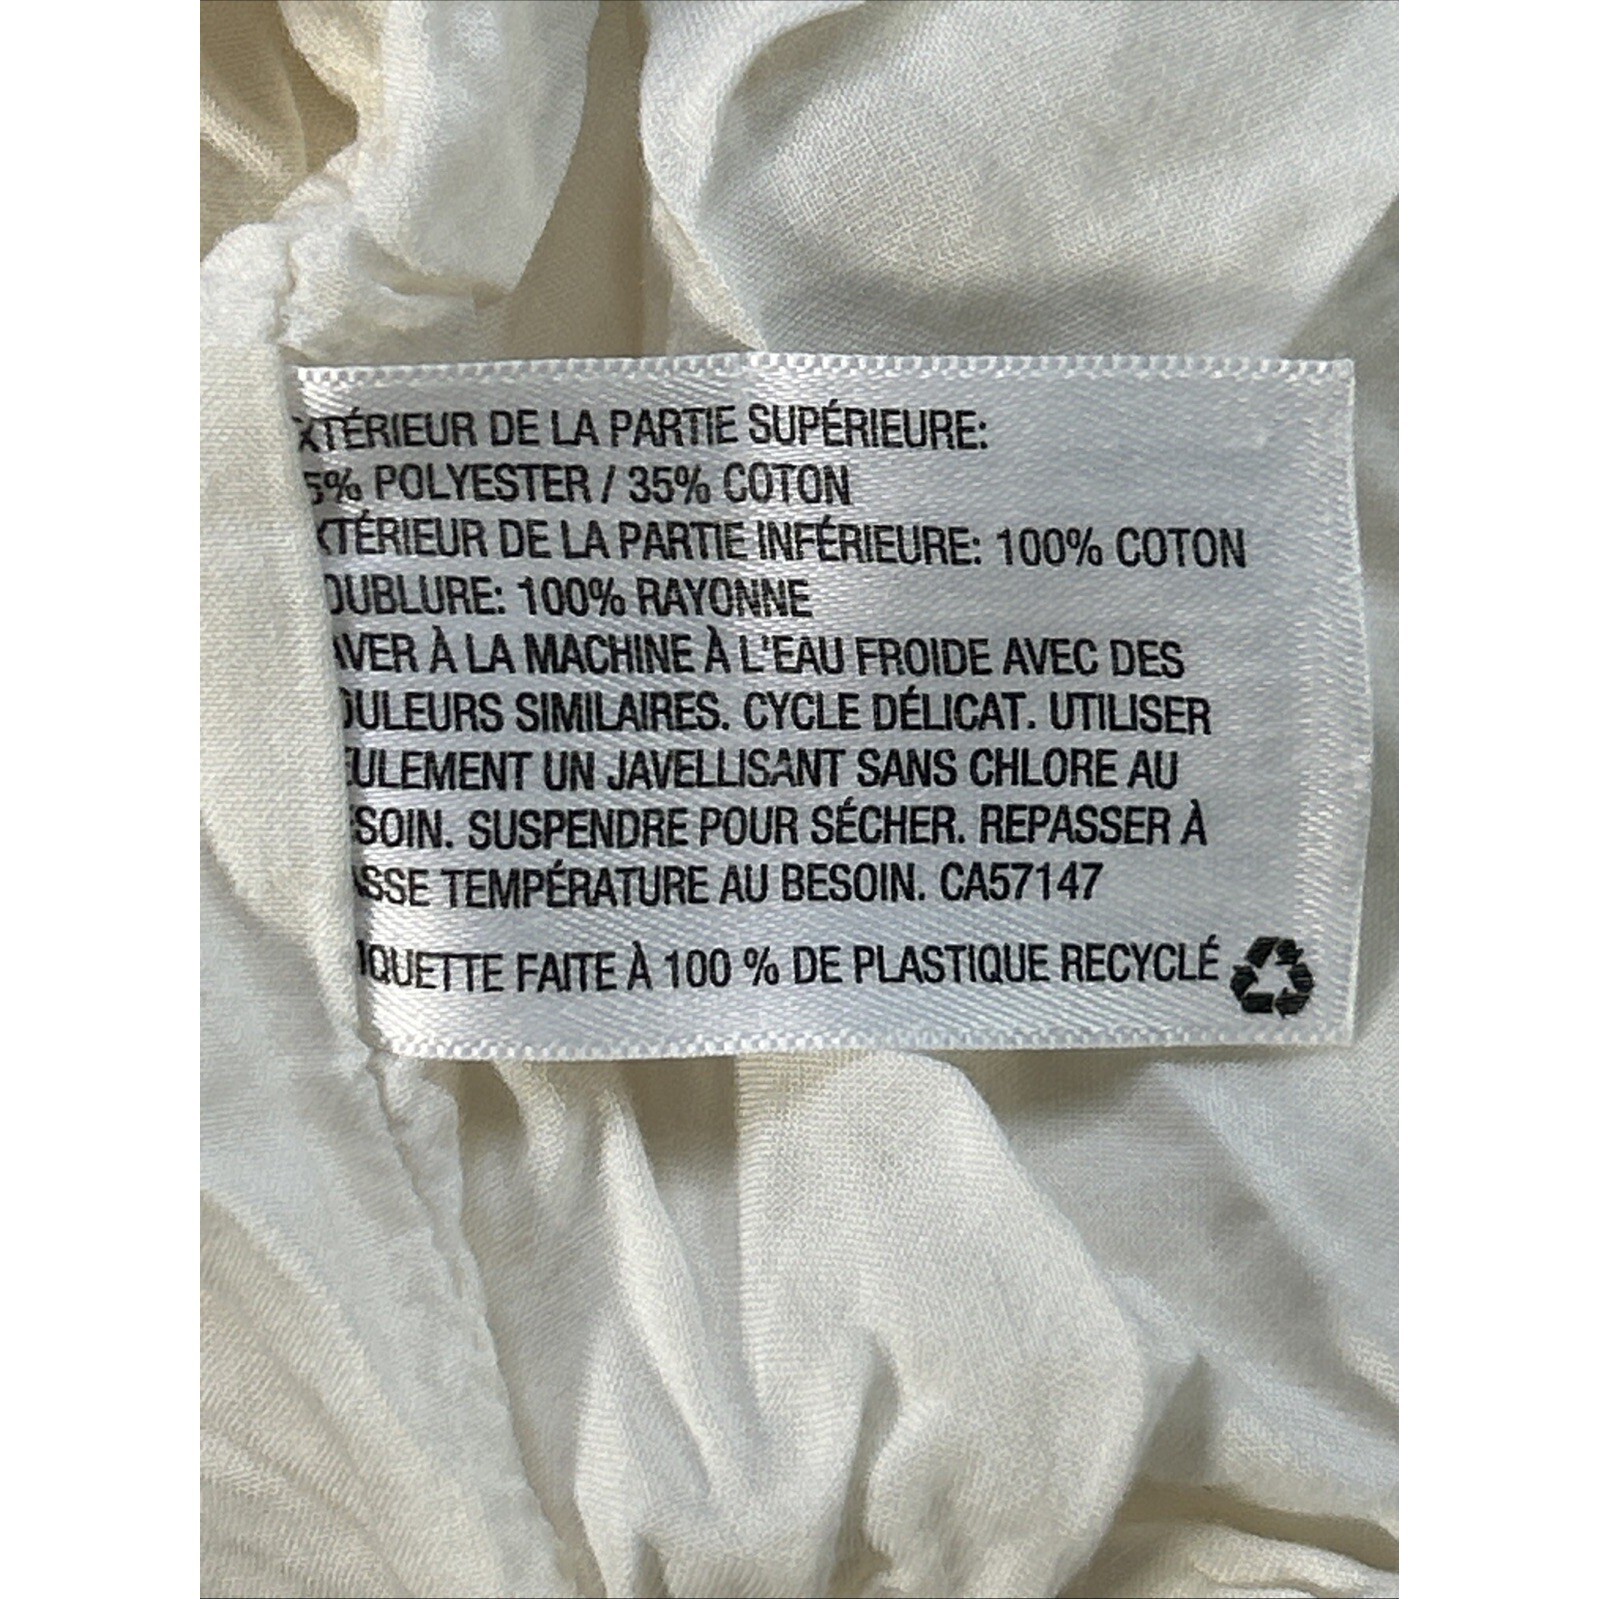 XTÉRIEUR DE LA PARTIE SUPÉRIEURE:
5% POLYESTER / 35% COTON
XTÉRIEUR DE LA PARTIE INFÉRIEURE: 100% COTON
OUBLURE: 100% RAYONNE
AVER À LA MACHINE À L'EAU FROIDE AVEC DES
OULEURS SIMILAIRES. CYCLE DÉLICAT. UTILISER
EULEMENT UN JAVELLISANT SANS CHLORE AU
SOIN. SUSPENDRE POUR SÉCHER. REPASSER À
ASSE TEMPÉRATURE AU BESOIN. CA57147
IQUETTE FAITE À 100 % DE PLASTIQUE RECYCLÉ